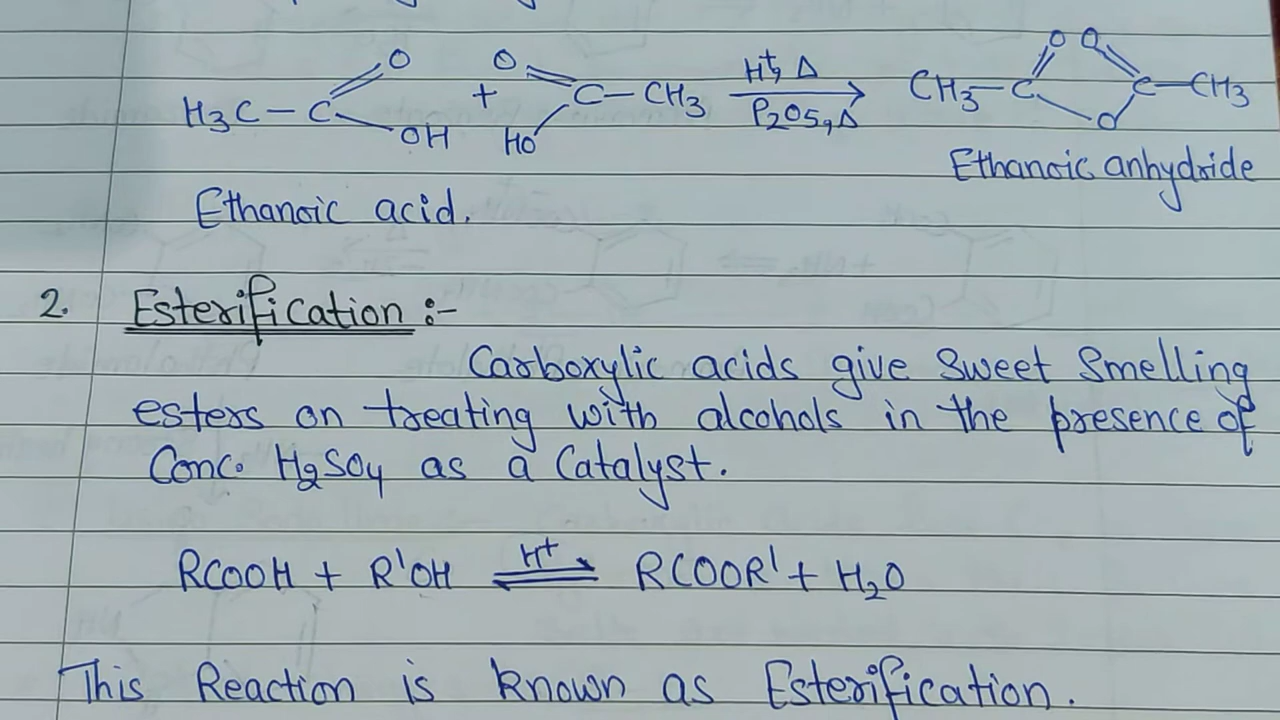 H₃C – C =O –OH + O= HO– C – CH₃ H⁺, Δ → P₂O₅, Δ CH₃ – C =O O= –O– C – CH₃
Ethanoic anhydride
Ethanoic acid.
2. Esterification :-
Carboxylic acids give sweet smelling
esters on treating with alcohols in the presence of
Conc. H₂SO₄ as a Catalyst.
RCOOH + R'OH ⇌ H⁺ RCOOR' + H₂O
This Reaction is known as Esterification.